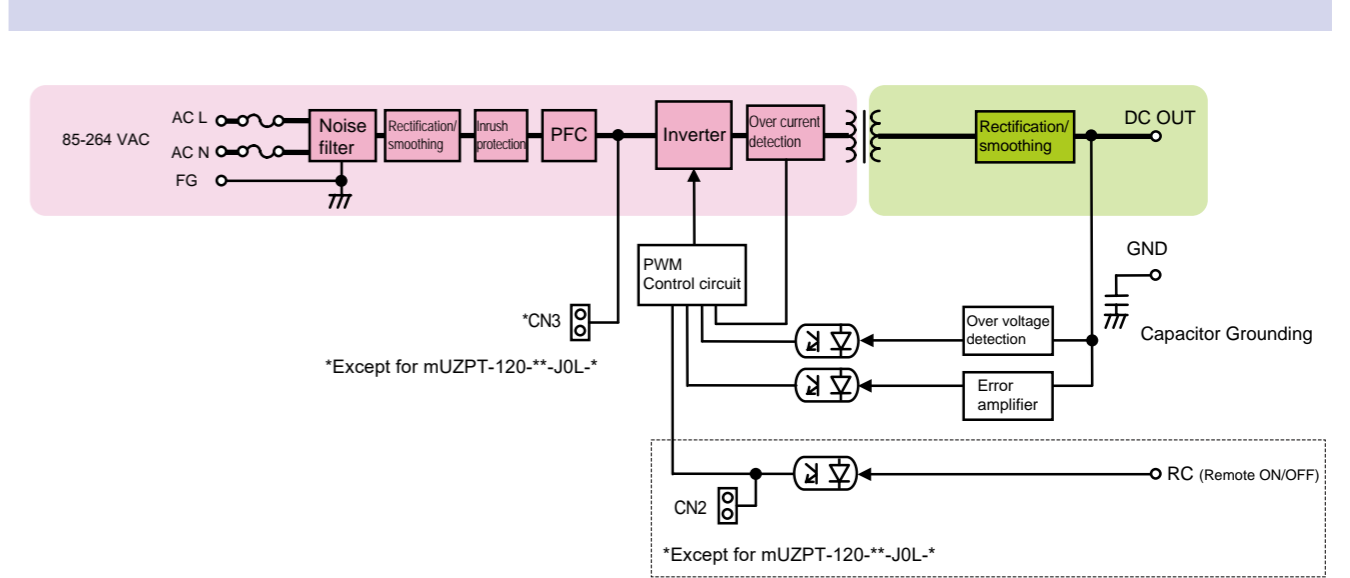 85-264 VAC
AC L
AC N
FG
Noise
filter
Rectification/
smoothing
Inrush
protection
PFC
Inverter
Over current
detection
Rectification/
smoothing
DC OUT
PWM
Control circuit
GND
Capacitor Grounding
*CN3
*Except for mUZPT-120-**-J0L-*
Over voltage
detection
Error
amplifier
RC (Remote ON/OFF)
CN2
*Except for mUZPT-120-**-J0L-*